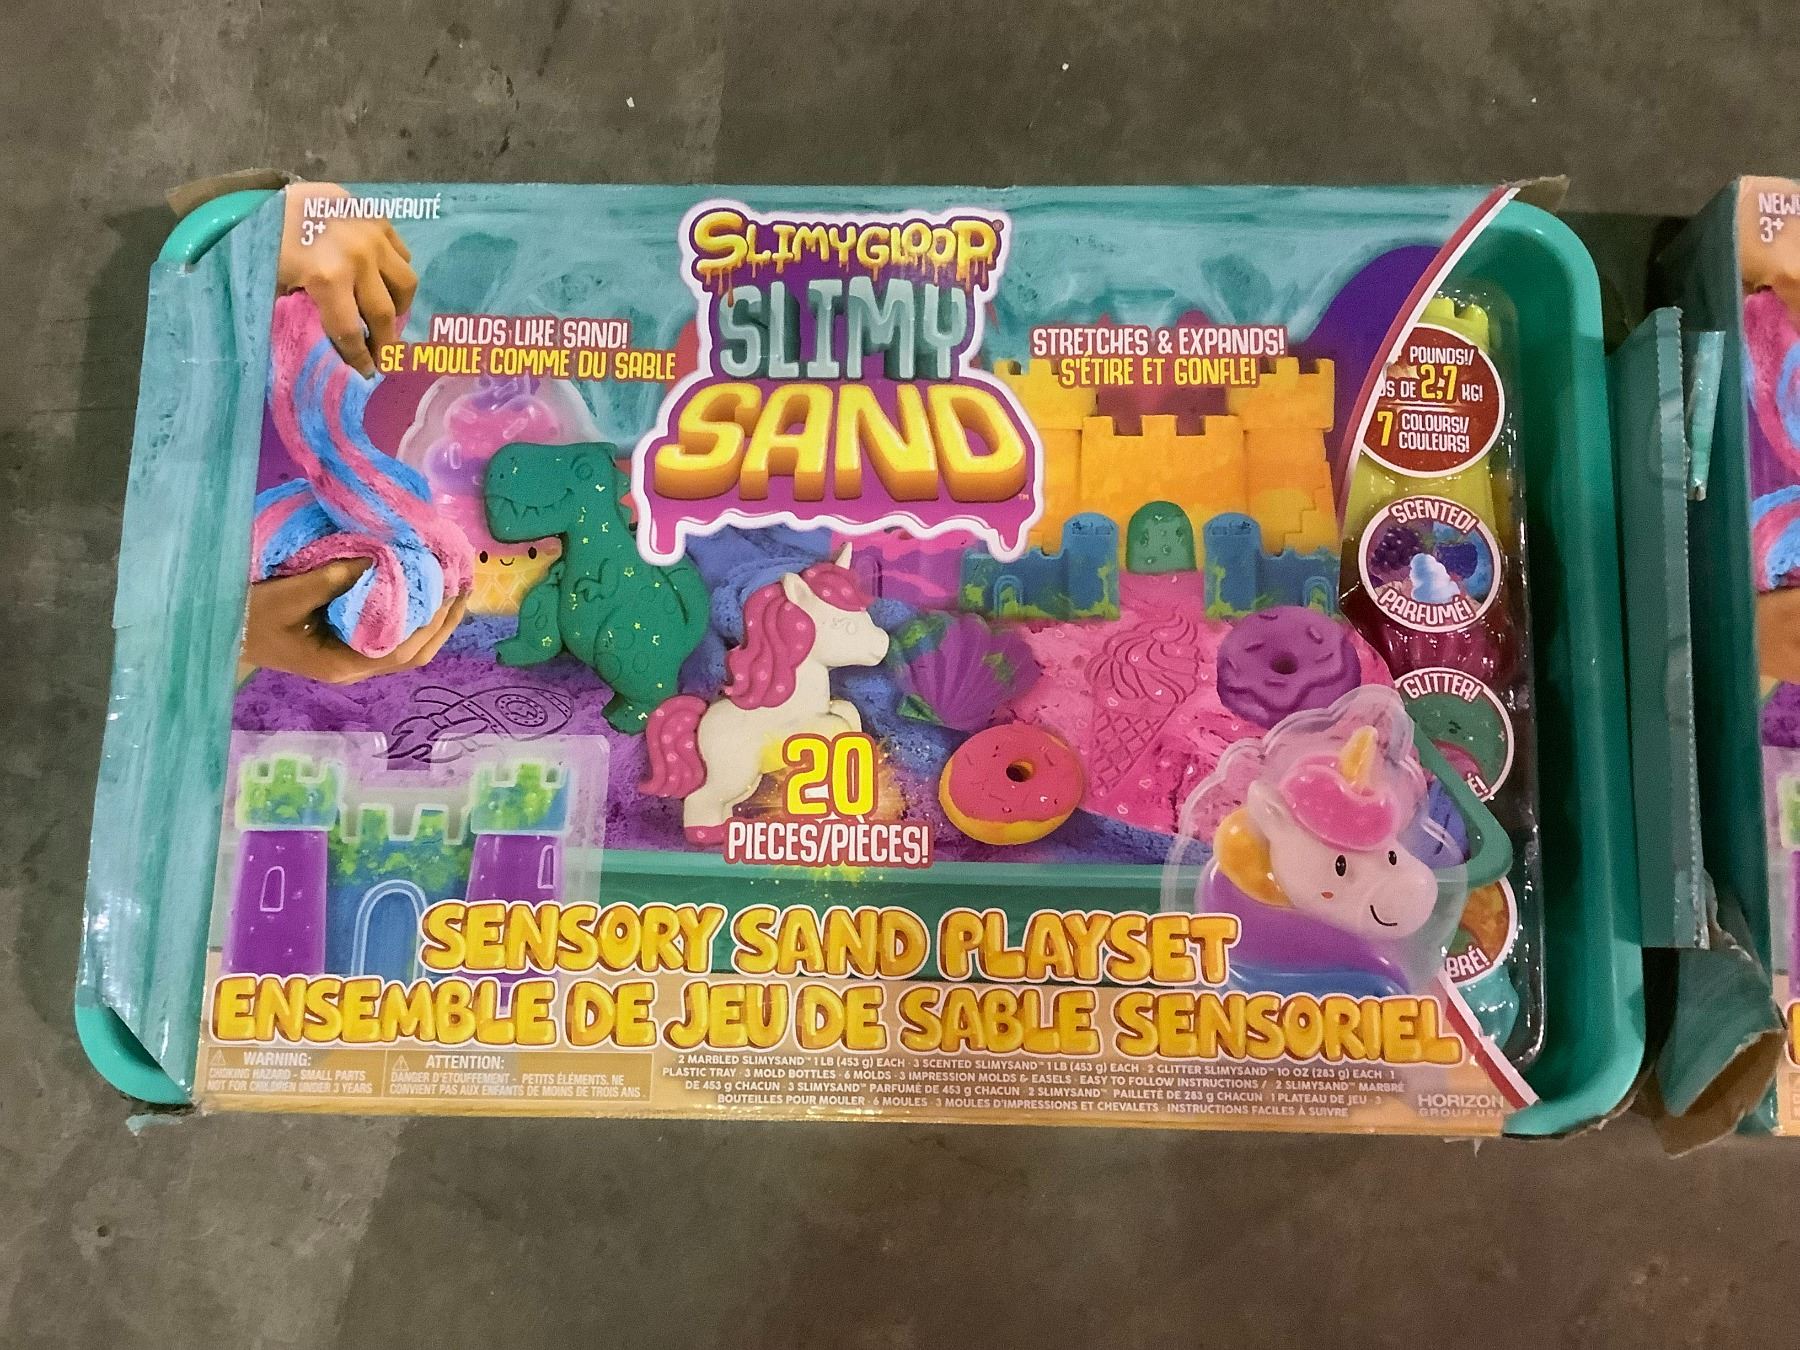 NEW!/NOUVEAUTÉ
3+
SLIMYGLOOP®
SLIMY
SAND™
MOLDS LIKE SAND!
SE MOULE COMME DU SABLE
STRETCHES & EXPANDS!
S'ÉTIRE ET GONFLE!
POUNDS!/
DE 2,7 KG!
7 COLOURS!/
COULEURS!
SCENTED!
PARFUMÉ!
GLITTER!
BRÉ!
20
PIECES/PIÈCES!
SENSORY SAND PLAYSET
ENSEMBLE DE JEU DE SABLE SENSORIEL
WARNING:
CHOKING HAZARD - SMALL PARTS
NOT FOR CHILDREN UNDER 3 YEARS
ATTENTION:
DANGER D'ETOUFFEMENT - PETITS ÉLÉMENTS. NE
CONVIENT PAS AUX ENFANTS DE MOINS DE TROIS ANS.
2 MARBLED SLIMYSAND™ 1 LB (453 g) EACH · 3 SCENTED SLIMYSAND™ 1 LB (453 g) EACH · 2 GLITTER SLIMYSAND™ 10 OZ (283 g) EACH · 1
PLASTIC TRAY · 3 MOLD BOTTLES · 6 MOLDS · 3 IMPRESSION MOLDS & EASELS · EASY TO FOLLOW INSTRUCTIONS / 2 SLIMYSAND™ MARBRÉ
DE 453 g CHACUN · 3 SLIMYSAND™ PARFUMÉ DE 453 g CHACUN · 2 SLIMYSAND™ PAILLETÉ DE 283 g CHACUN · 1 PLATEAU DE JEU · 3
BOUTEILLES POUR MOULER · 6 MOULES · 3 MOULES D'IMPRESSIONS ET CHEVALETS · INSTRUCTIONS FACILES À SUIVRE
HORIZON
GROUP USA
NEW!
3+